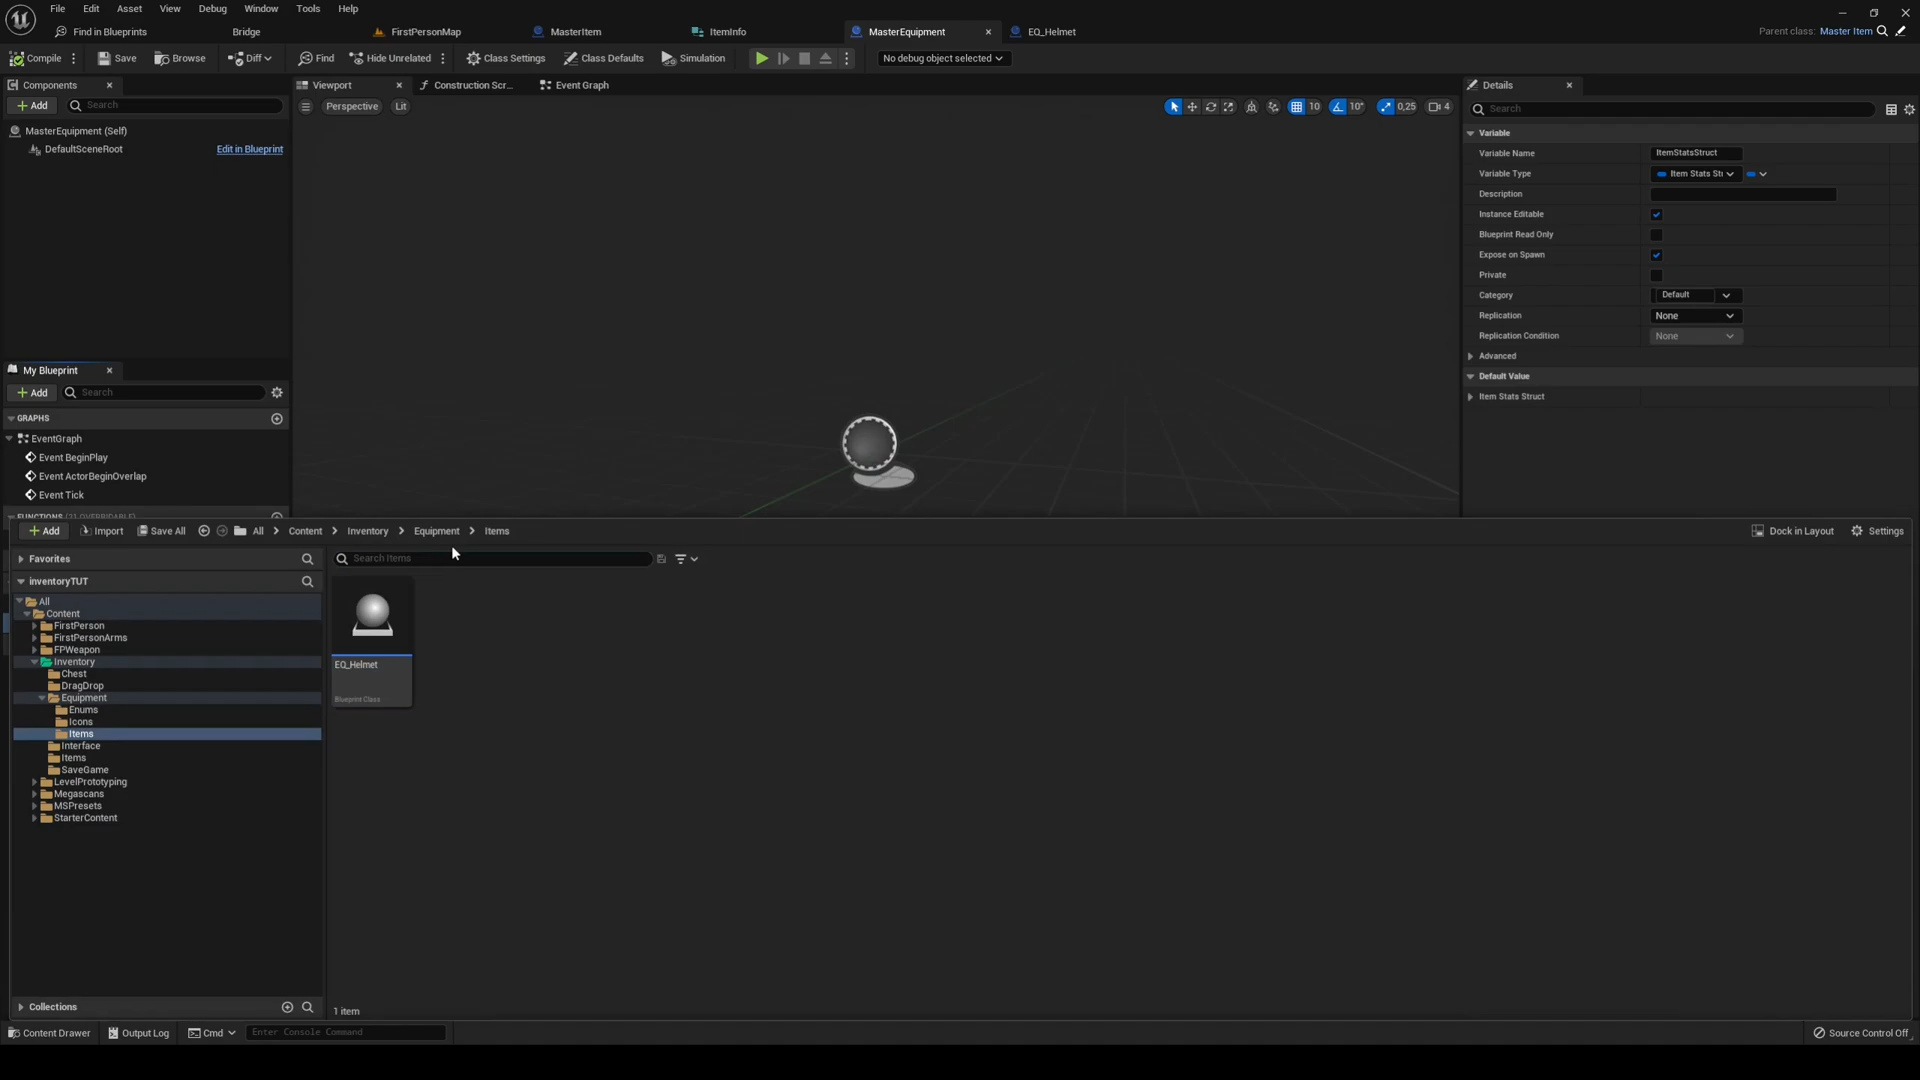 File Edit Asset View Debug Window Tools Help
Find in Blueprints Bridge FirstPersonMap MasterItem ItemInfo MasterEquipment EQ_Helmet Parent class: Master Item
Compile Save Browse Diff Find Hide Unrelated Class Settings Class Defaults Simulation No debug object selected
Components Viewport Construction Scr... Event Graph Details
Add Search Perspective Lit 10 10° 0,25 4 Search
MasterEquipment (Self)
DefaultSceneRoot Edit in Blueprint
Variable
Variable Name ItemStatsStruct
Variable Type Item Stats Str
Description
Instance Editable
Blueprint Read Only
Expose on Spawn
Private
Category Default
Replication None
Replication Condition None
Advanced
Default Value
Item Stats Struct
My Blueprint
Add Search
GRAPHS
EventGraph
Event BeginPlay
Event ActorBeginOverlap
Event Tick
FUNCTIONS (21 OVERRIDABLE)
Add Import Save All All Content Inventory Equipment Items Dock in Layout Settings
Favorites Search Items
inventoryTUT
All
Content
FirstPerson
FirstPersonArms
FPWeapon
Inventory
Chest
DragDrop
Equipment
Enums
Icons
Items
Interface
Items
SaveGame
LevelPrototyping
Megascans
MSPresets
StarterContent
EQ_Helmet
Blueprint Class
Collections 1 item
Content Drawer Output Log Cmd Enter Console Command Source Control Off